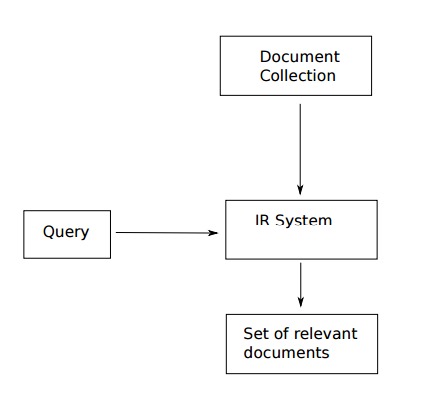 Document
Collection
IR System
Query
Set of relevant
documents